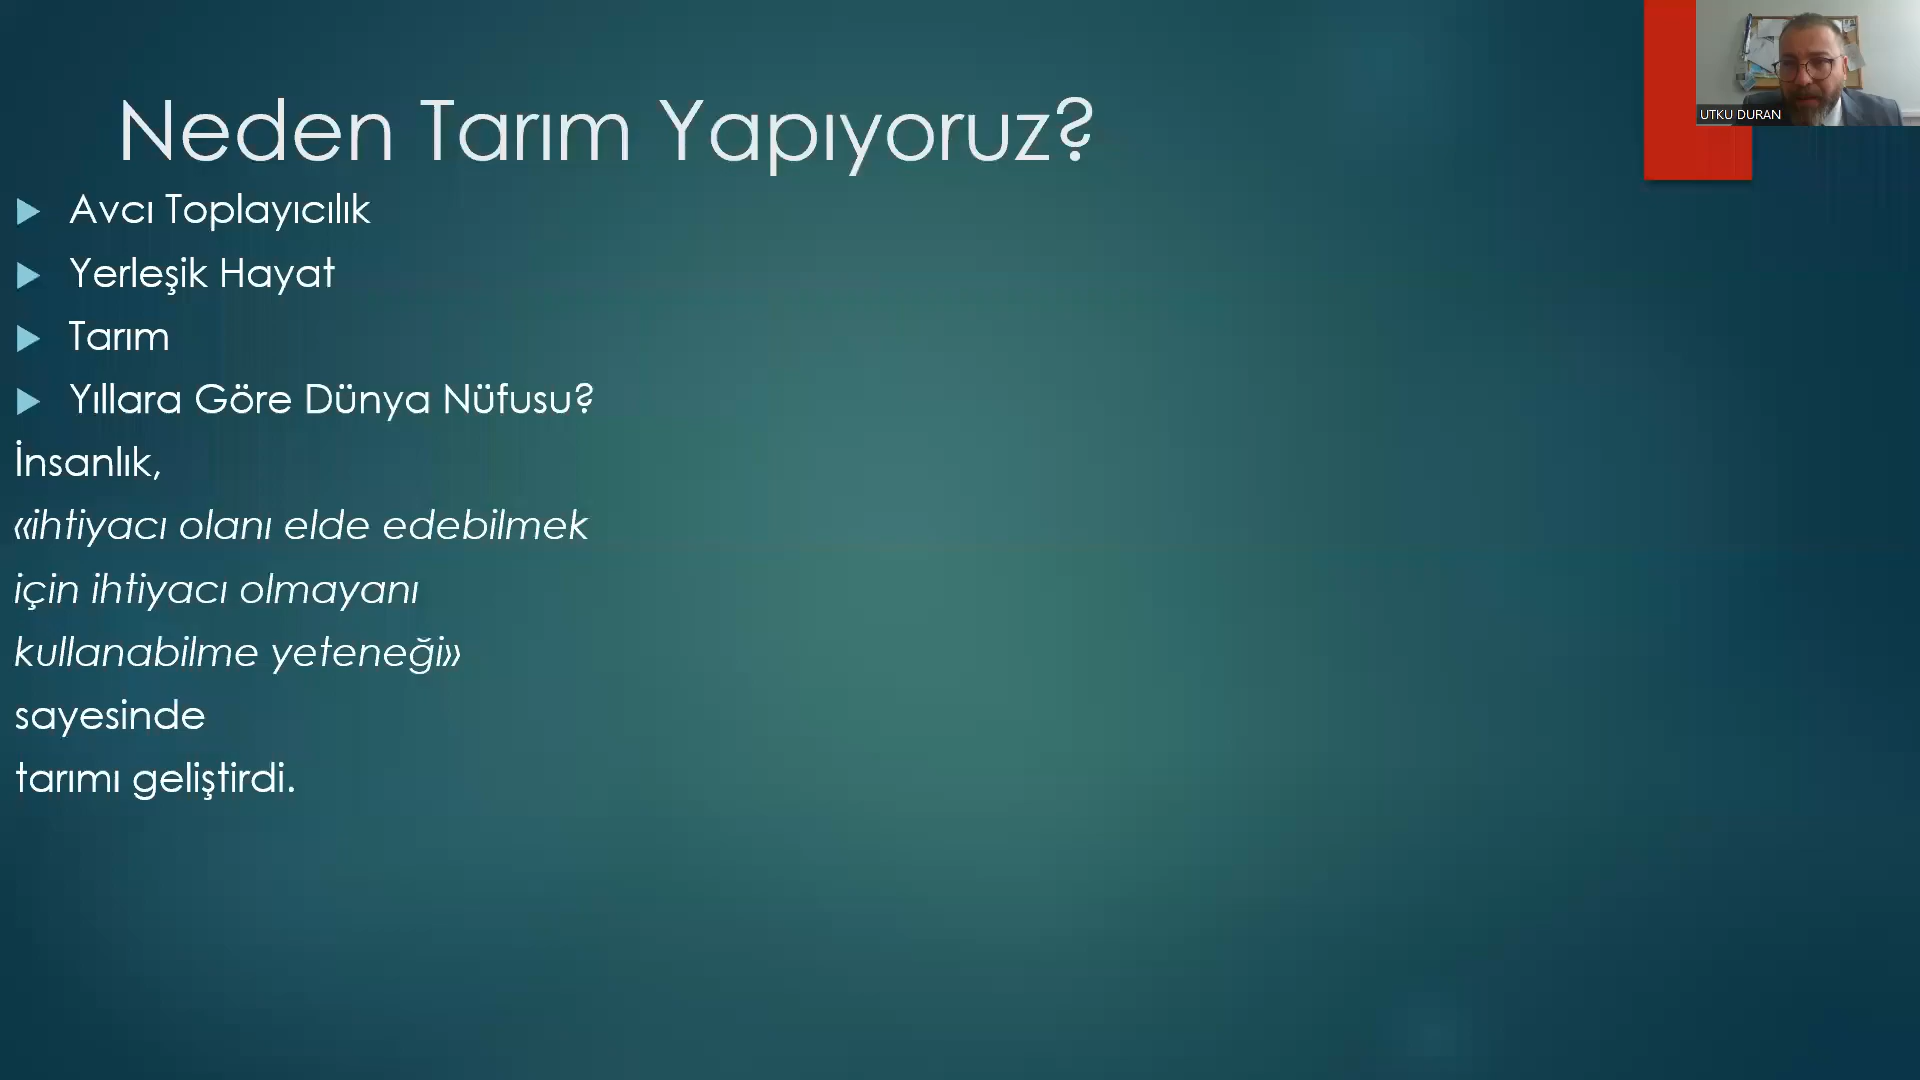 Neden Tarım Yapıyoruz?
Avcı Toplayıcılık
Yerleşik Hayat
Tarım
Yıllara Göre Dünya Nüfusu?
İnsanlık,
«ihtiyacı olanı elde edebilmek
için ihtiyacı olmayanı
kullanabilme yeteneği»
sayesinde
tarımı geliştirdi.
UTKU DURAN